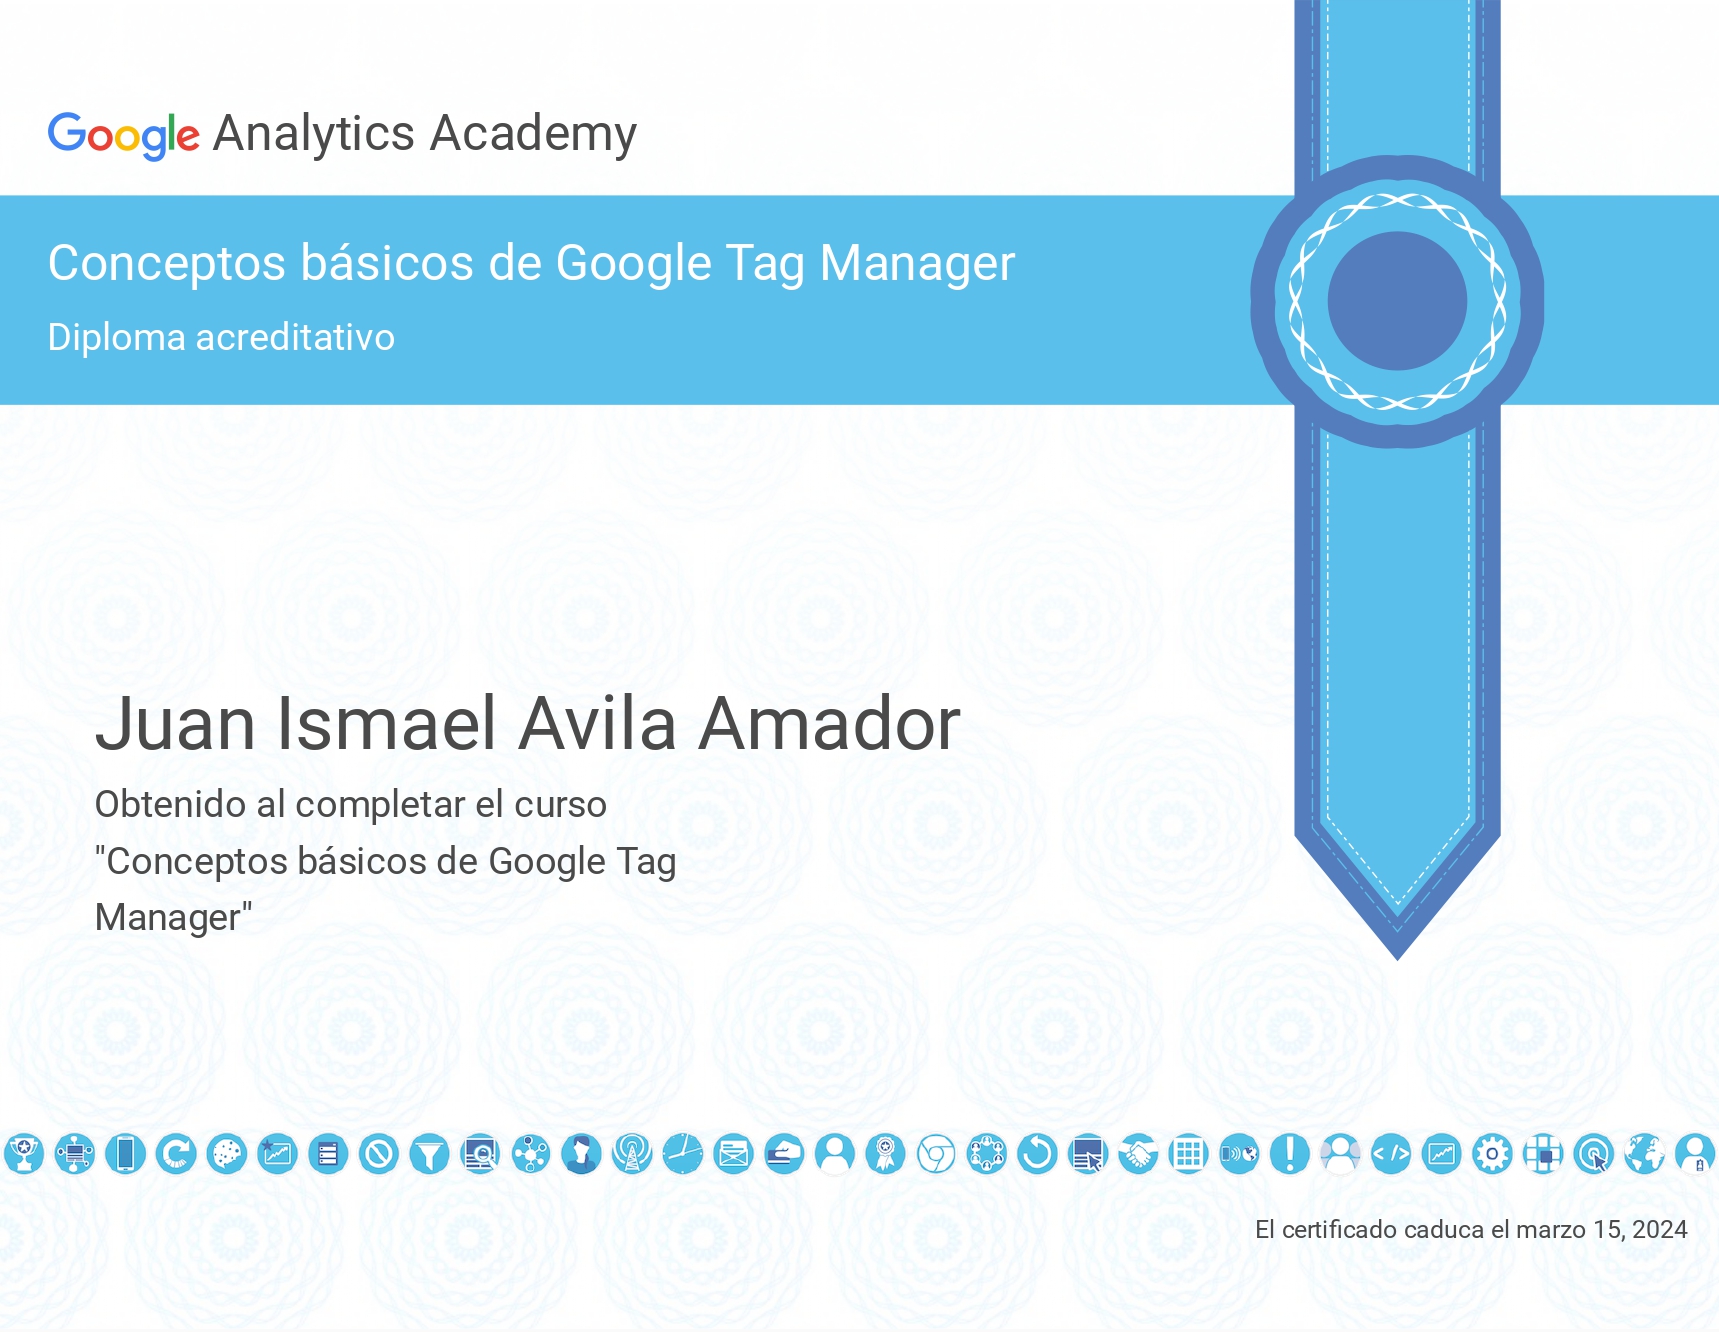 Google Analytics Academy
Conceptos básicos de Google Tag Manager
Diploma acreditativo
Juan Ismael Avila Amador
Obtenido al completar el curso
"Conceptos básicos de Google Tag
Manager"
El certificado caduca el marzo 15, 2024